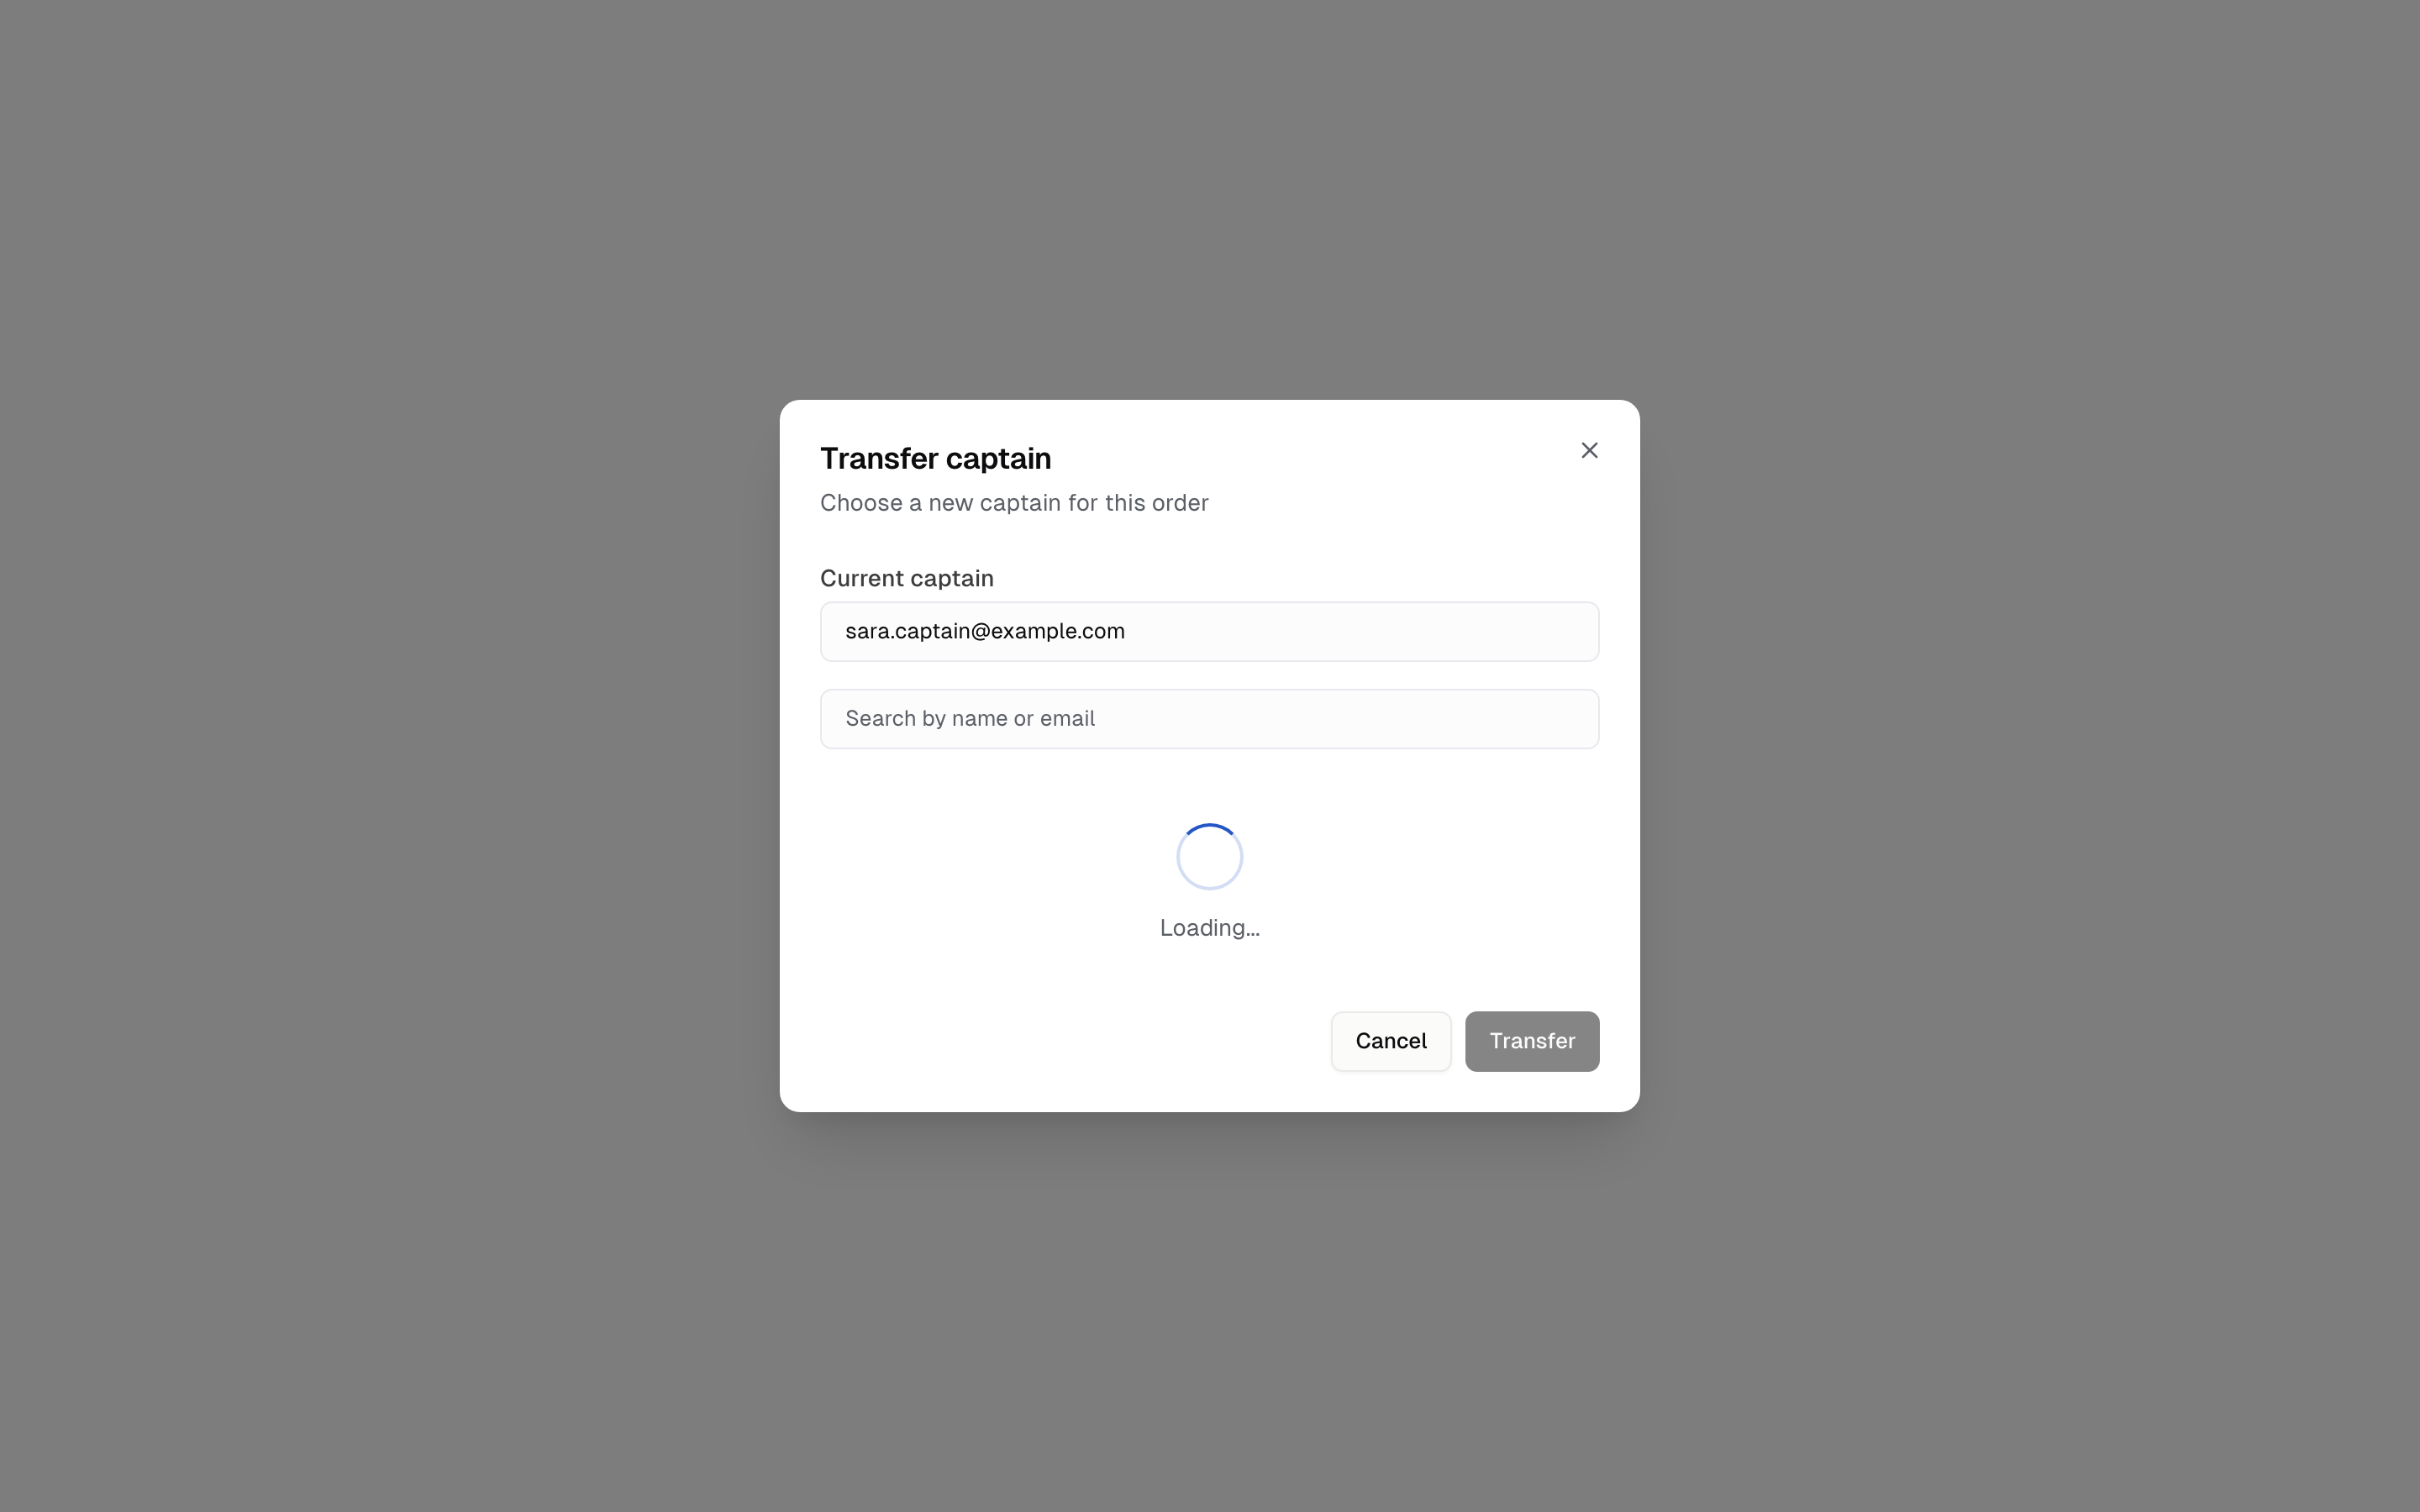 Transfer captain
Choose a new captain for this order
Current captain
sara.captain@example.com
Search by name or email
Loading...
Cancel
Transfer